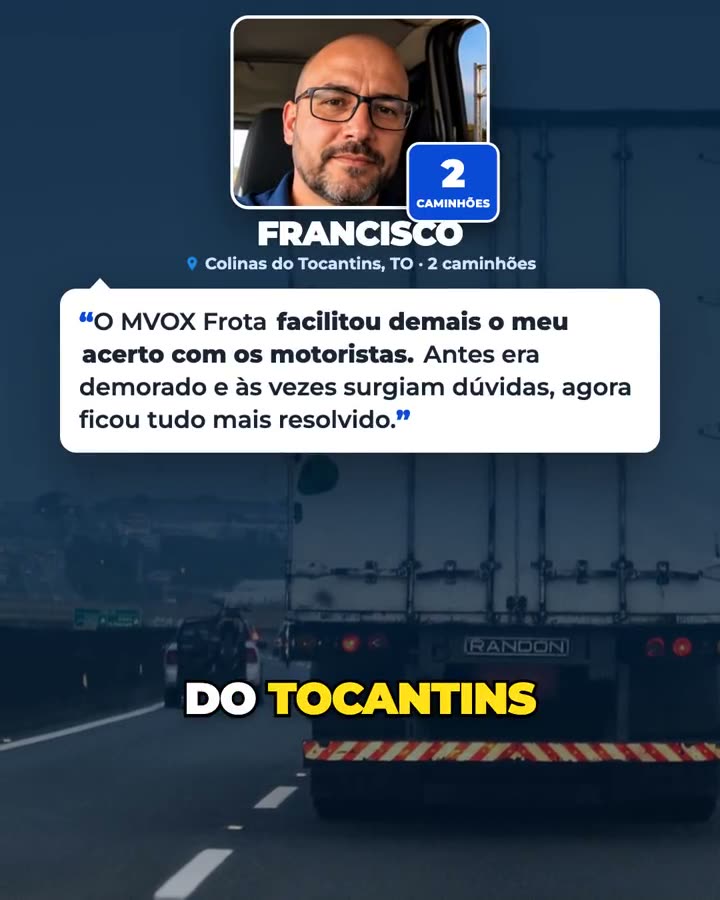 2
CAMINHÕES
FRANCISCO
Colinas do Tocantins, TO · 2 caminhões
“O MVOX Frota facilitou demais o meu
acerto com os motoristas. Antes era
demorado e às vezes surgiam dúvidas, agora
ficou tudo mais resolvido.”
RANDON
DO TOCANTINS